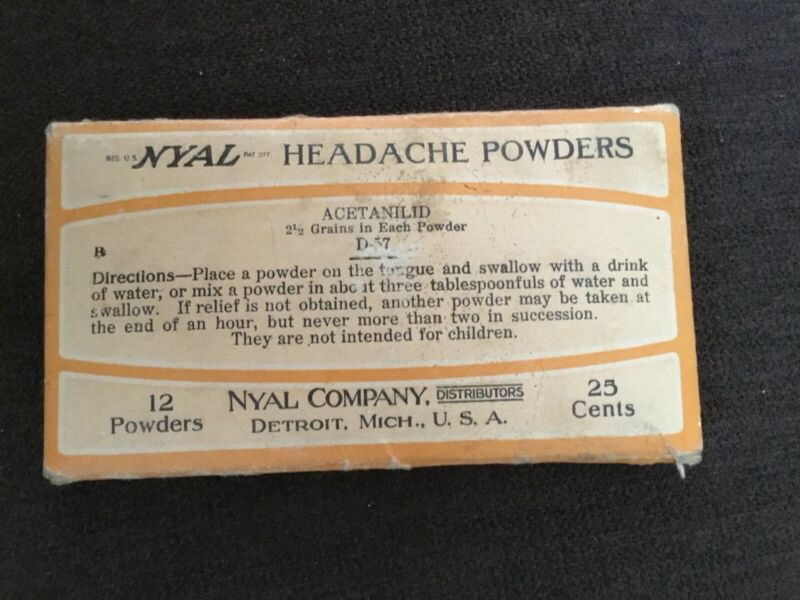 REG. U. S. NYAL PAT OFF. HEADACHE POWDERS
ACETANILID
2½ Grains in Each Powder
D-57
℞
Directions—Place a powder on the tongue and swallow with a drink
of water, or mix a powder in about three tablespoonfuls of water and
swallow. If relief is not obtained, another powder may be taken at
the end of an hour, but never more than two in succession.
They are not intended for children.
12
Powders
NYAL COMPANY, DISTRIBUTORS
DETROIT, MICH., U. S. A.
25
Cents